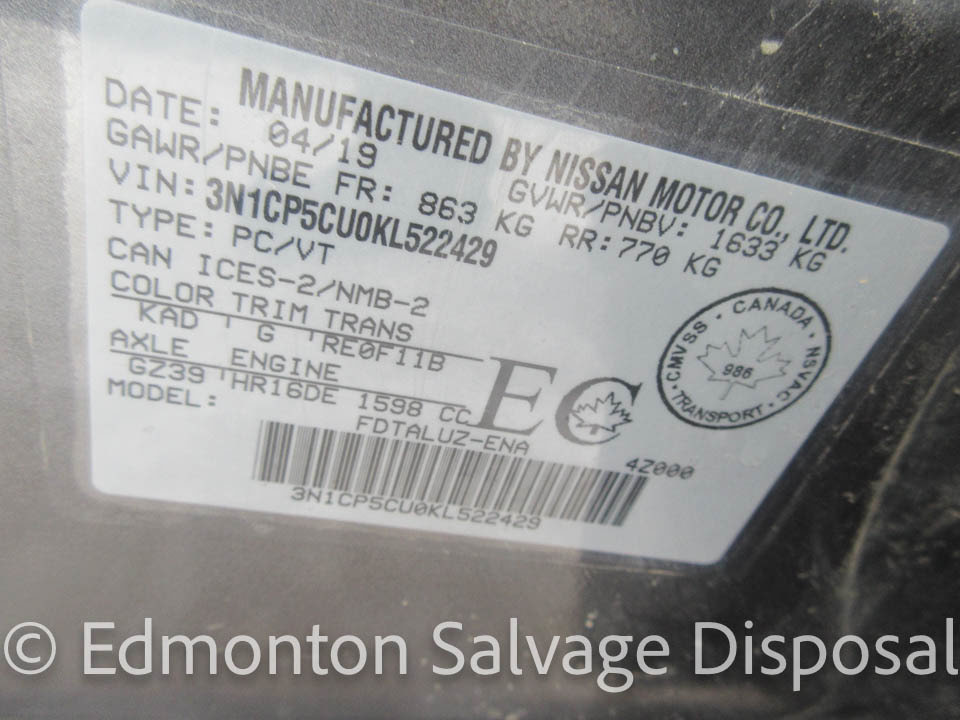 MANUFACTURED BY NISSAN MOTOR CO., LTD.
DATE: 04/19 GVWR/PNBV: 1633 KG
GAWR/PNBE FR: 863 KG RR: 770 KG
VIN: 3N1CP5CU0KL522429
TYPE: PC/VT
CAN ICES-2/NMB-2
COLOR TRIM TRANS
KAD G RE0F11B
AXLE ENGINE
GZ39 HR16DE 1598 CC
MODEL: FDTALUZ-ENA
EC
4Z000
3N1CP5CU0KL522429
CANADA · NSVAC · TRANSPORT · CMVSS ·
986
© Edmonton Salvage Disposal